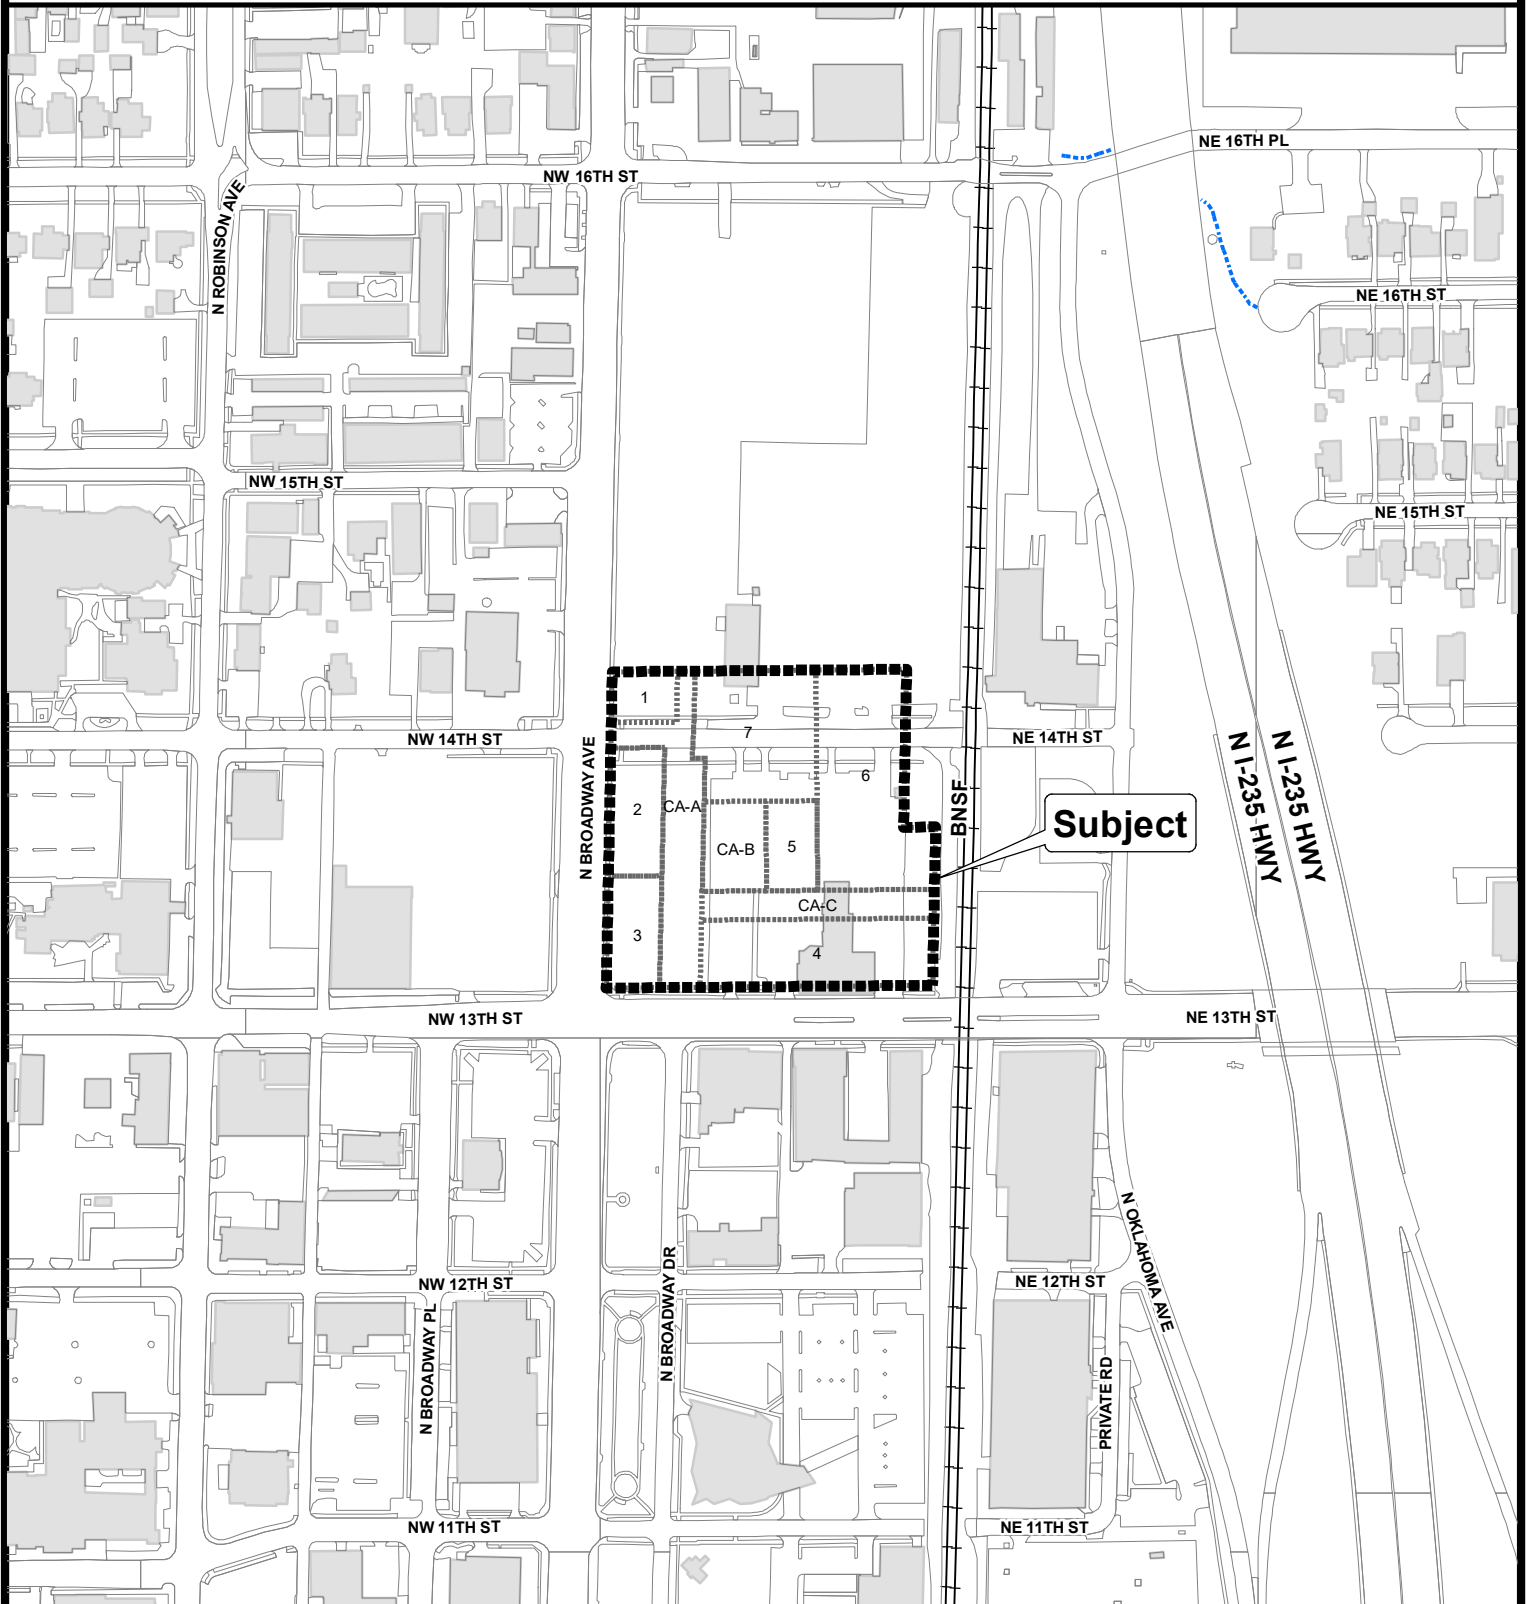 NE 16TH PL
NW 16TH ST
N ROBINSON AVE
NE 16TH ST
NW 15TH ST
NE 15TH ST
1
NW 14TH ST
7
NE 14TH ST
N BROADWAY AVE
6
N I-235 HWY
N I-235 HWY
2
CA-A
BNSF
Subject
CA-B
5
CA-C
3
4
NW 13TH ST
NE 13TH ST
N OKLAHOMA AVE
NW 12TH ST
N BROADWAY DR
NE 12TH ST
N BROADWAY PL
PRIVATE RD
NW 11TH ST
NE 11TH ST